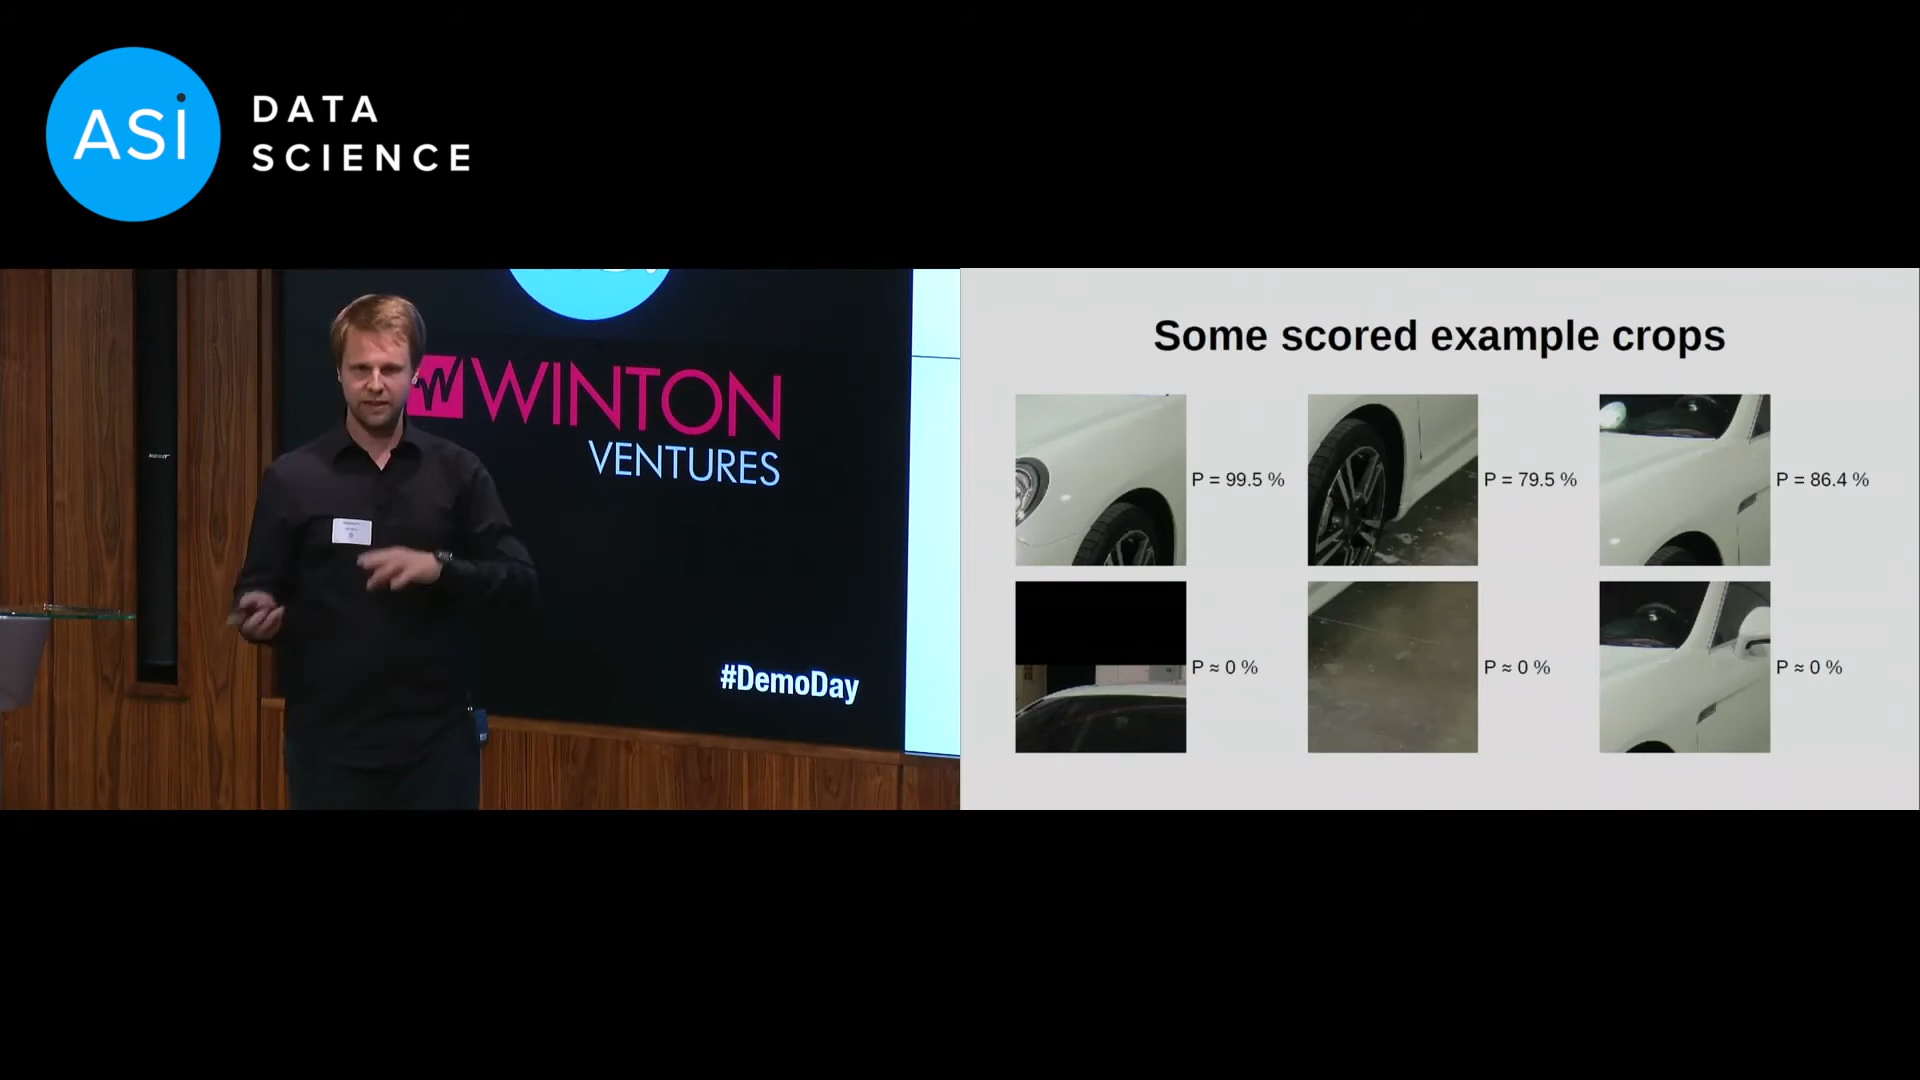 ASI
DATA
SCIENCE
WINTON
VENTURES
#DemoDay
Some scored example crops
P = 99.5 %
P = 79.5 %
P = 86.4 %
P ≈ 0 %
P ≈ 0 %
P ≈ 0 %